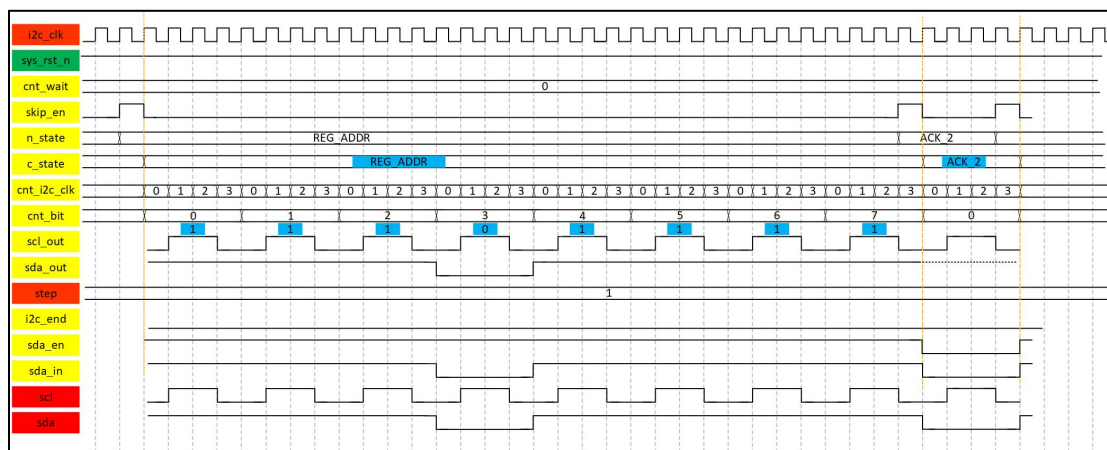 i2c_clk
sys_rst_n
cnt_wait 0
skip_en
n_state REG_ADDR ACK_2
c_state REG_ADDR ACK_2
cnt_i2c_clk 0 1 2 3 0 1 2 3 0 1 2 3 0 1 2 3 0 1 2 3 0 1 2 3 0 1 2 3 0 1 2 3 0 1 2 3
cnt_bit 0 1 2 3 4 5 6 7 0
1 1 1 0 1 1 1 1
scl_out
sda_out
step 1
i2c_end
sda_en
sda_in
scl
sda